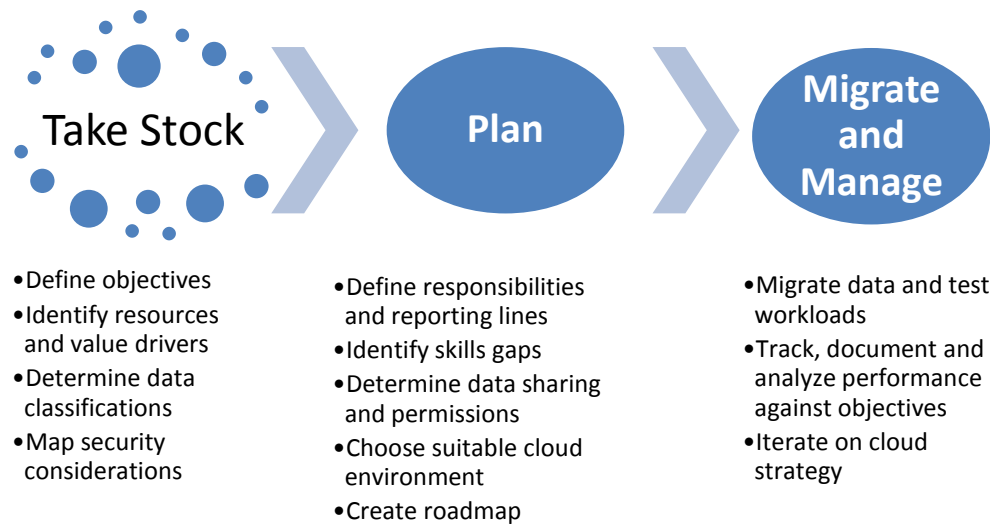 Take Stock
•Define objectives
•Identify resources
and value drivers
•Determine data
classifications
•Map security
considerations
Plan
•Define responsibilities
and reporting lines
•Identify skills gaps
•Determine data sharing
and permissions
•Choose suitable cloud
environment
•Create roadmap
Migrate
and
Manage
•Migrate data and test
workloads
•Track, document and
analyze performance
against objectives
•Iterate on cloud
strategy